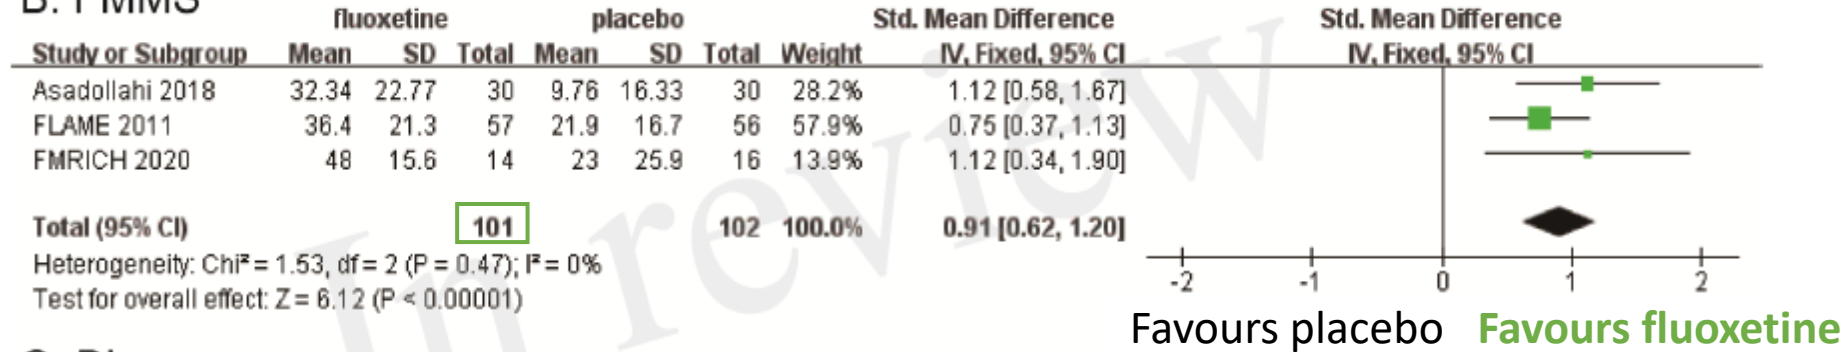 B. FMMS
fluoxetine placebo Std. Mean Difference Std. Mean Difference
Study or Subgroup Mean SD Total Mean SD Total Weight IV, Fixed, 95% CI IV, Fixed, 95% CI
Asadollahi 2018 32.34 22.77 30 9.76 16.33 30 28.2% 1.12 [0.58, 1.67]
FLAME 2011 36.4 21.3 57 21.9 16.7 56 57.9% 0.75 [0.37, 1.13]
FMRICH 2020 48 15.6 14 23 25.9 16 13.9% 1.12 [0.34, 1.90]
Total (95% CI) 101 102 100.0% 0.91 [0.62, 1.20]
Heterogeneity: Chi² = 1.53, df = 2 (P = 0.47); I² = 0%
Test for overall effect: Z = 6.12 (P < 0.00001)
-2 -1 0 1 2
Favours placebo Favours fluoxetine
In review